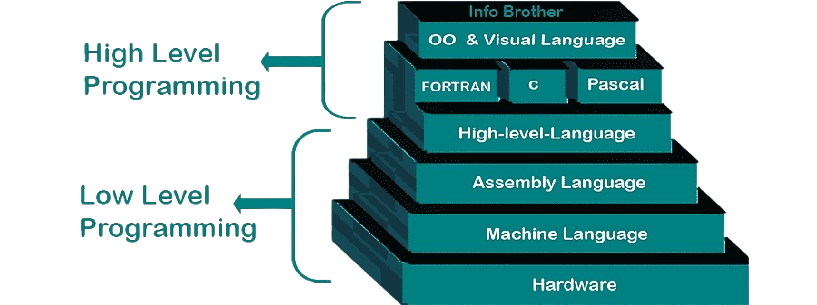 Info Brother
OO & Visual Language
High Level
Programming
FORTRAN
C
Pascal
High-level-Language
Assembly Language
Low Level
Programming
Machine Language
Hardware